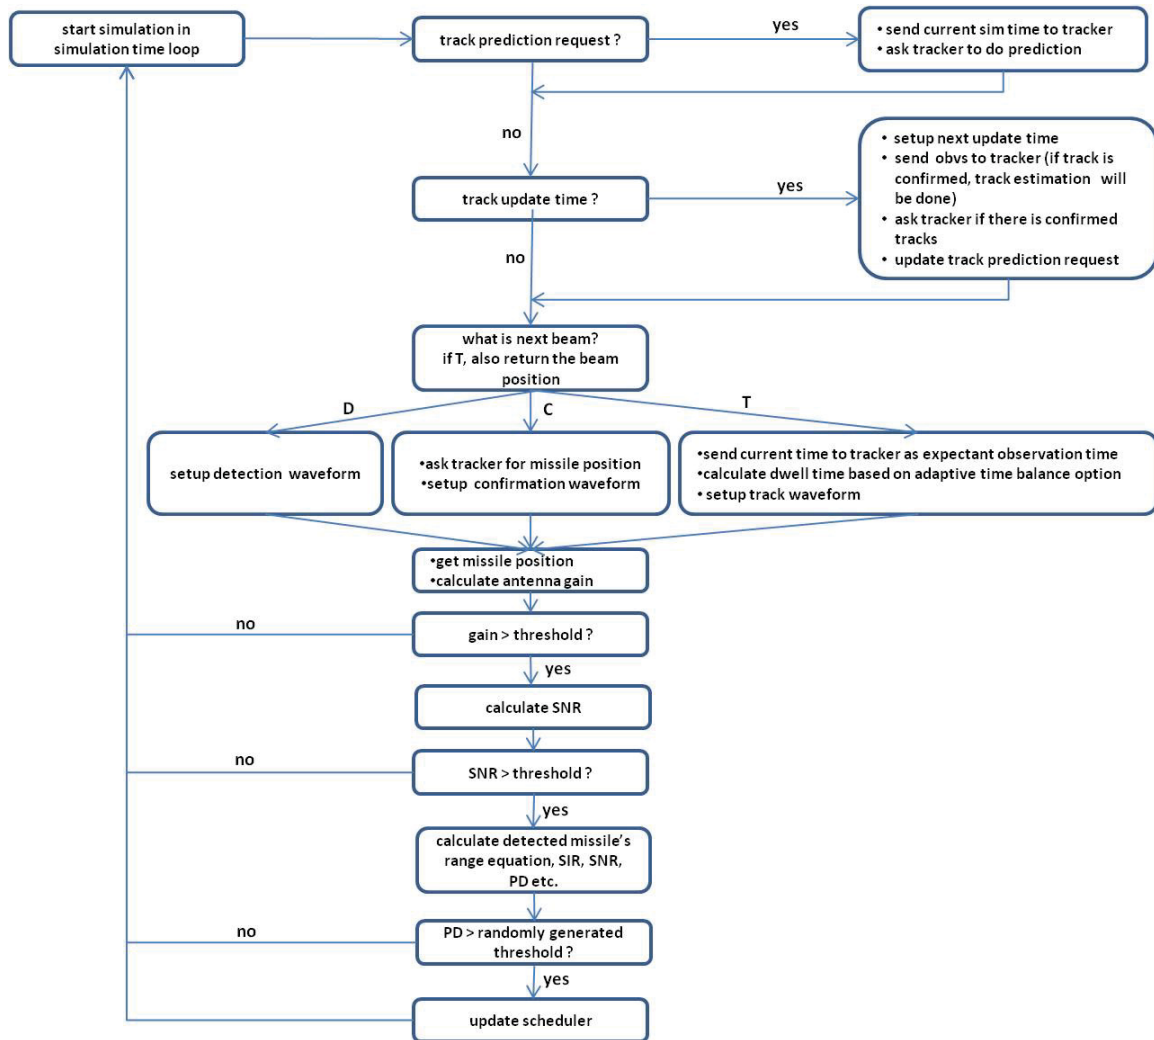 start simulation in
simulation time loop
track prediction request ?
yes
• send current sim time to tracker
• ask tracker to do prediction
no
track update time ?
yes
• setup next update time
• send obvs to tracker (if track is
confirmed, track estimation will
be done)
• ask tracker if there is confirmed
tracks
• update track prediction request
no
what is next beam?
if T, also return the beam
position
D
C
T
setup detection waveform
•ask tracker for missile position
•setup confirmation waveform
•send current time to tracker as expectant observation time
•calculate dwell time based on adaptive time balance option
• setup track waveform
•get missile position
•calculate antenna gain
no
gain > threshold ?
yes
calculate SNR
no
SNR > threshold ?
yes
calculate detected missile's
range equation, SIR, SNR,
PD etc.
no
PD > randomly generated
threshold ?
yes
update scheduler